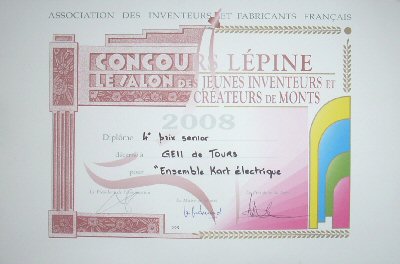 ASSOCIATION DES INVENTEURS ET FABRICANTS FRANÇAIS
CONCOURS LÉPINE
LE SALON DES JEUNES INVENTEURS ET
CRÉATEURS DE MONTS
2008
Diplôme 4e prix senior
décerné à GEII de Tours
pour "Ensemble Kart électrique